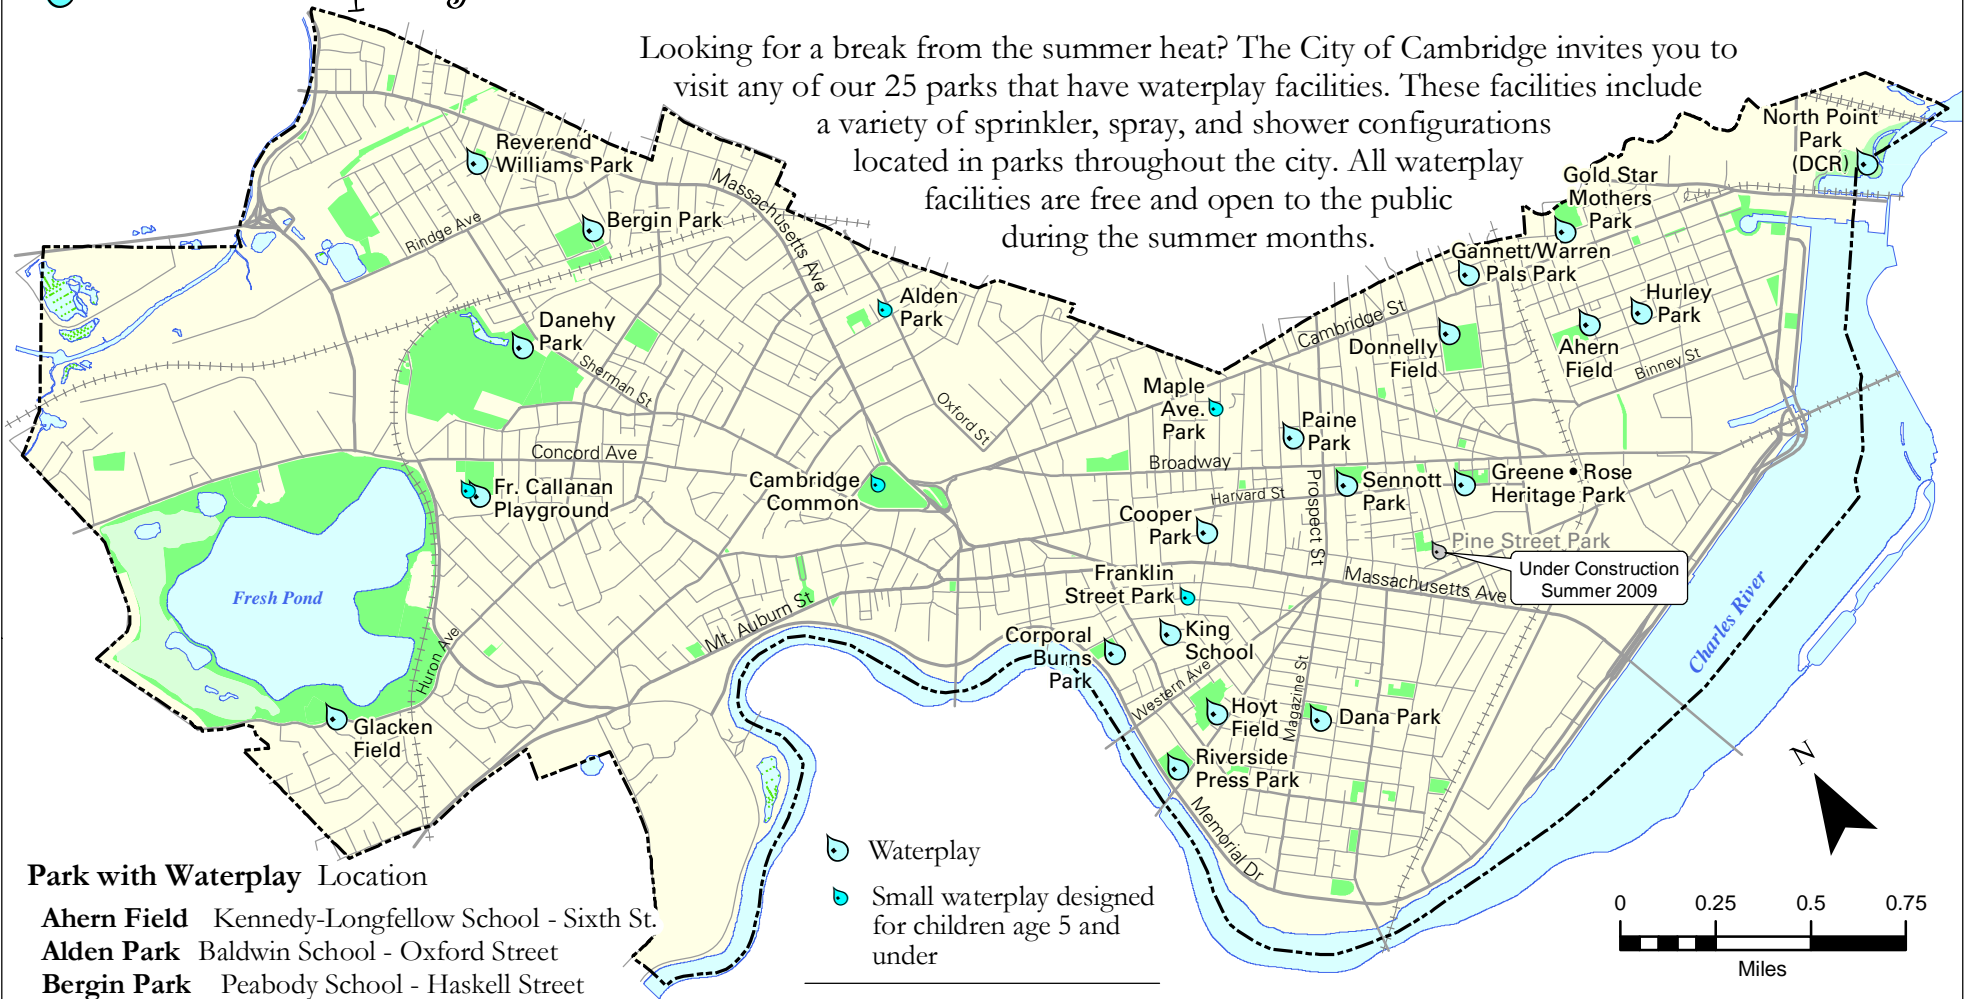 Looking for a break from the summer heat? The City of Cambridge invites you to
visit any of our 25 parks that have waterplay facilities. These facilities include
a variety of sprinkler, spray, and shower configurations
located in parks throughout the city. All waterplay
facilities are free and open to the public
during the summer months.
North Point
Park
(DCR)
Gold Star
Mothers
Park
Gannett/Warren
Pals Park
Hurley
Park
Ahern
Field
Donnelly
Field
Binney St
Cambridge St
Reverend
Williams Park
Rindge Ave
Bergin Park
Massachusetts Ave
Alden
Park
Danehy
Park
Sherman St
Oxford St
Maple
Ave.
Park
Paine
Park
Concord Ave
Broadway
Fr. Callanan
Playground
Cambridge
Common
Harvard St
Prospect St
Sennott
Park
Greene • Rose
Heritage Park
Cooper
Park
Pine Street Park
Under Construction
Summer 2009
Franklin
Street Park
Massachusetts Ave
Fresh Pond
Mt. Auburn St
Huron Ave
Corporal
Burns
Park
King
School
Western Ave
Magazine St
Charles River
Hoyt
Field
Dana Park
Glacken
Field
Riverside
Press Park
Memorial Dr
N
Waterplay
Small waterplay designed
for children age 5 and
under
0 0.25 0.5 0.75
Miles
Park with Waterplay Location
Ahern Field Kennedy-Longfellow School - Sixth St.
Alden Park Baldwin School - Oxford Street
Bergin Park Peabody School - Haskell Street